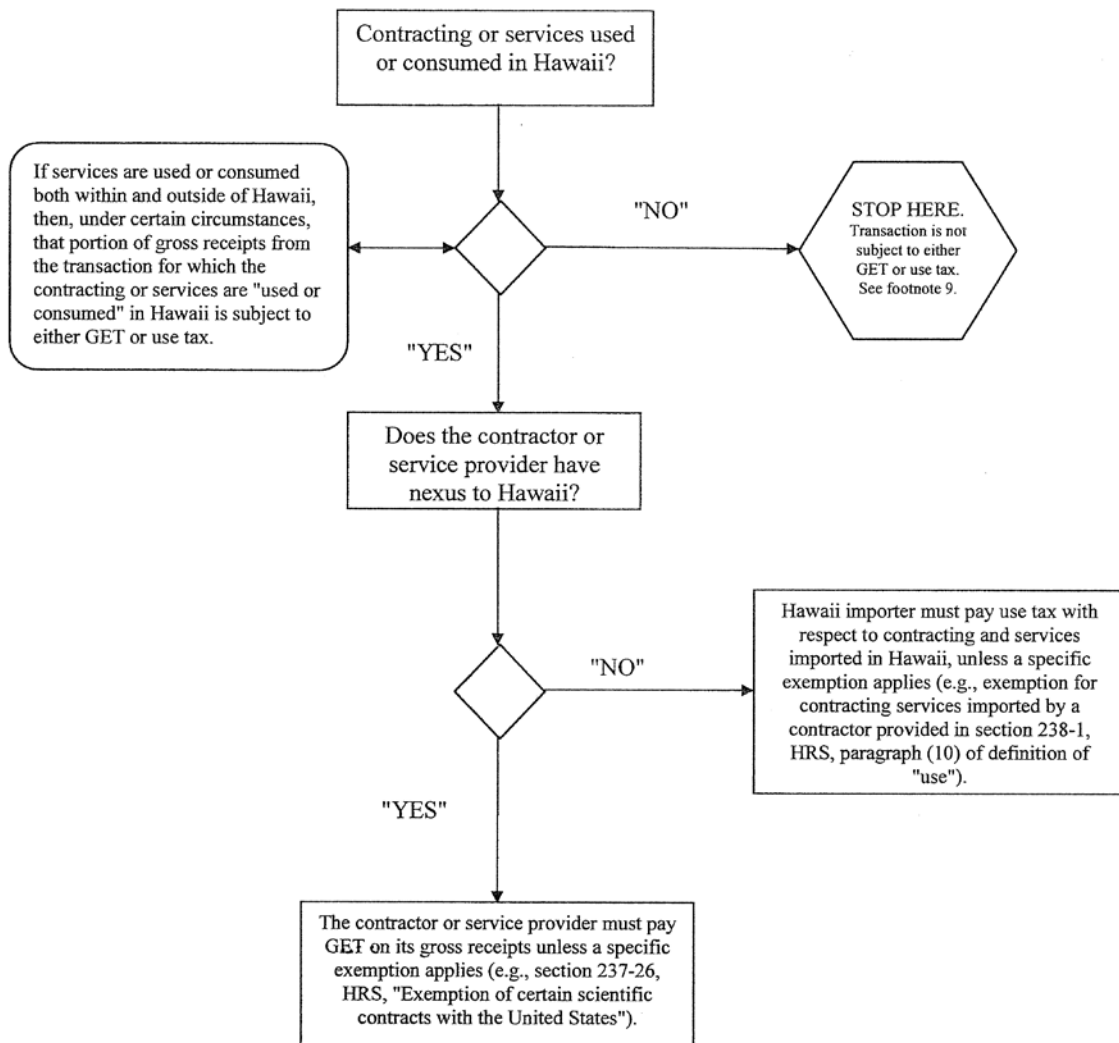 Contracting or services used
or consumed in Hawaii?
If services are used or consumed
both within and outside of Hawaii,
then, under certain circumstances,
that portion of gross receipts from
the transaction for which the
contracting or services are "used or
consumed" in Hawaii is subject to
either GET or use tax.
"NO"
STOP HERE.
Transaction is not
subject to either
GET or use tax.
See footnote 9.
"YES"
Does the contractor or
service provider have
nexus to Hawaii?
"NO"
Hawaii importer must pay use tax with
respect to contracting and services
imported in Hawaii, unless a specific
exemption applies (e.g., exemption for
contracting services imported by a
contractor provided in section 238-1,
HRS, paragraph (10) of definition of
"use").
"YES"
The contractor or service provider must pay
GET on its gross receipts unless a specific
exemption applies (e.g., section 237-26,
HRS, "Exemption of certain scientific
contracts with the United States").